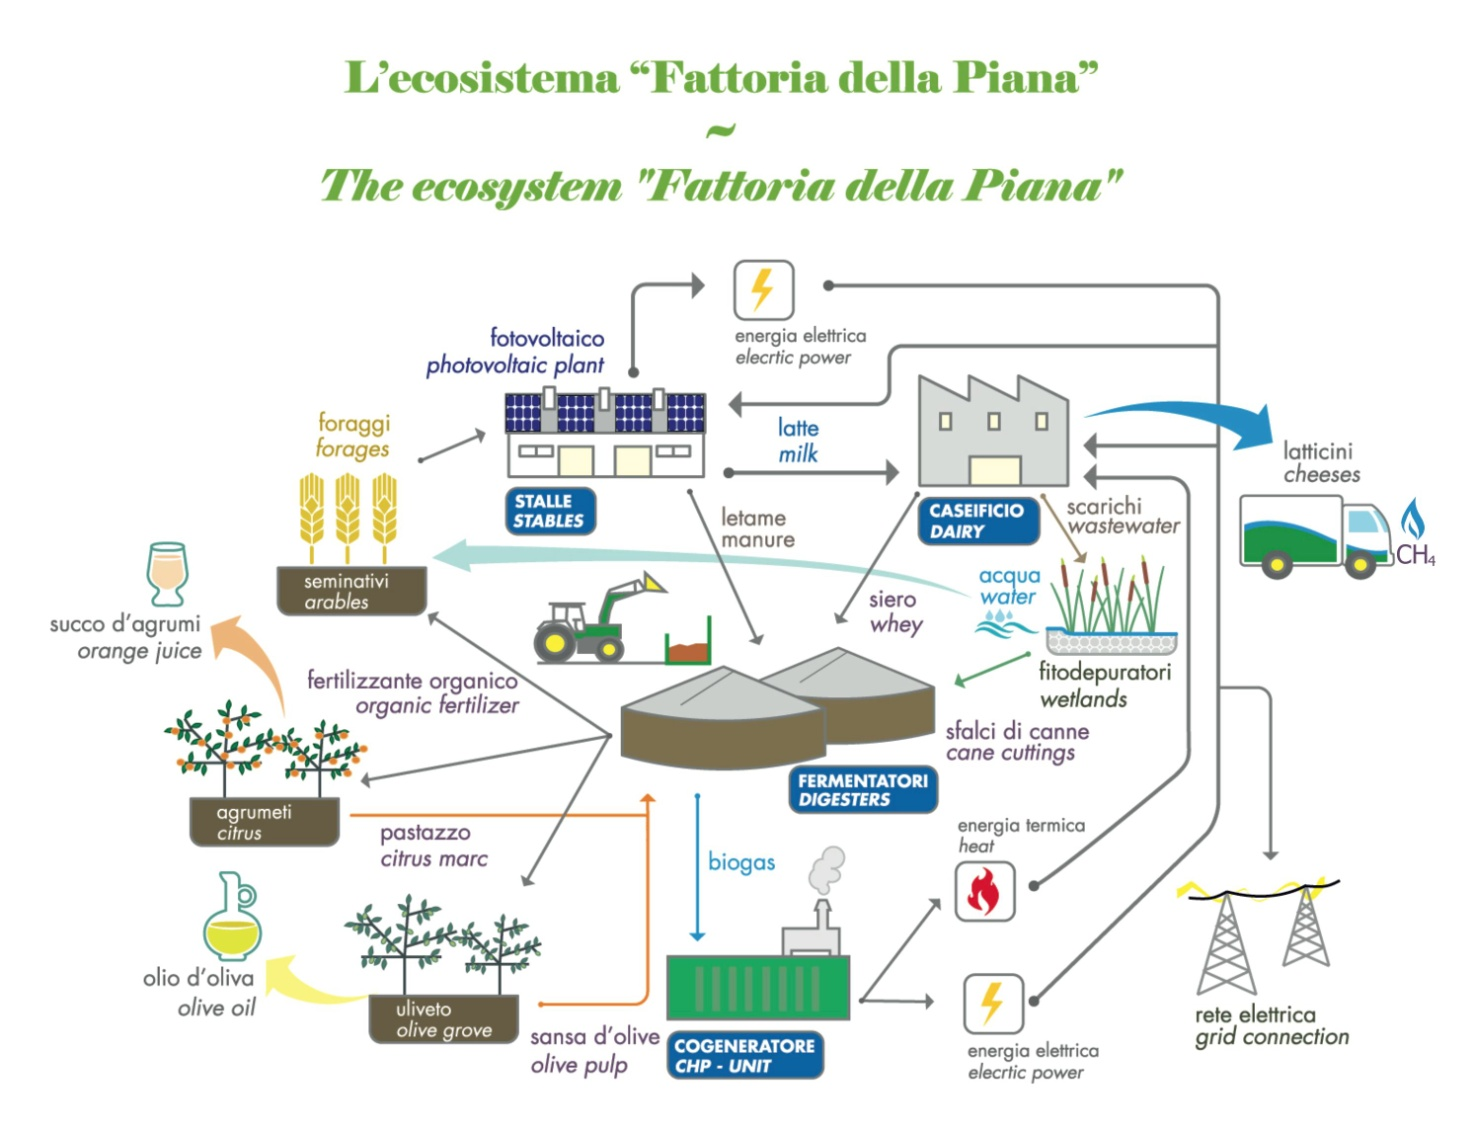 L’ecosistema “Fattoria della Piana”
~
The ecosystem "Fattoria della Piana"
energia elettrica
elecrtic power
fotovoltaico
photovoltaic plant
foraggi
forages
latte
milk
latticini
cheeses
STALLE
STABLES
CASEIFICIO
DAIRY
scarichi
wastewater
letame
manure
CH4
seminativi
arables
acqua
water
siero
whey
succo d’agrumi
orange juice
fertilizzante organico
organic fertilizer
fitodepuratori
wetlands
sfalci di canne
cane cuttings
FERMENTATORI
DIGESTERS
agrumeti
citrus
pastazzo
citrus marc
biogas
energia termica
heat
olio d’oliva
olive oil
uliveto
olive grove
sansa d’olive
olive pulp
COGENERATORE
CHP - UNIT
energia elettrica
elecrtic power
rete elettrica
grid connection